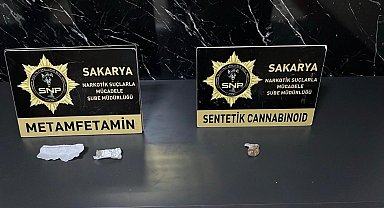 SNP
SAKARYA
NARKOTİK SUÇLARLA
MÜCADELE
ŞUBE MÜDÜRLÜĞÜ
METAMFETAMİN
SNP
SAKARYA
NARKOTİK SUÇLARLA
MÜCADELE
ŞUBE MÜDÜRLÜĞÜ
SENTETİK CANNABINOID